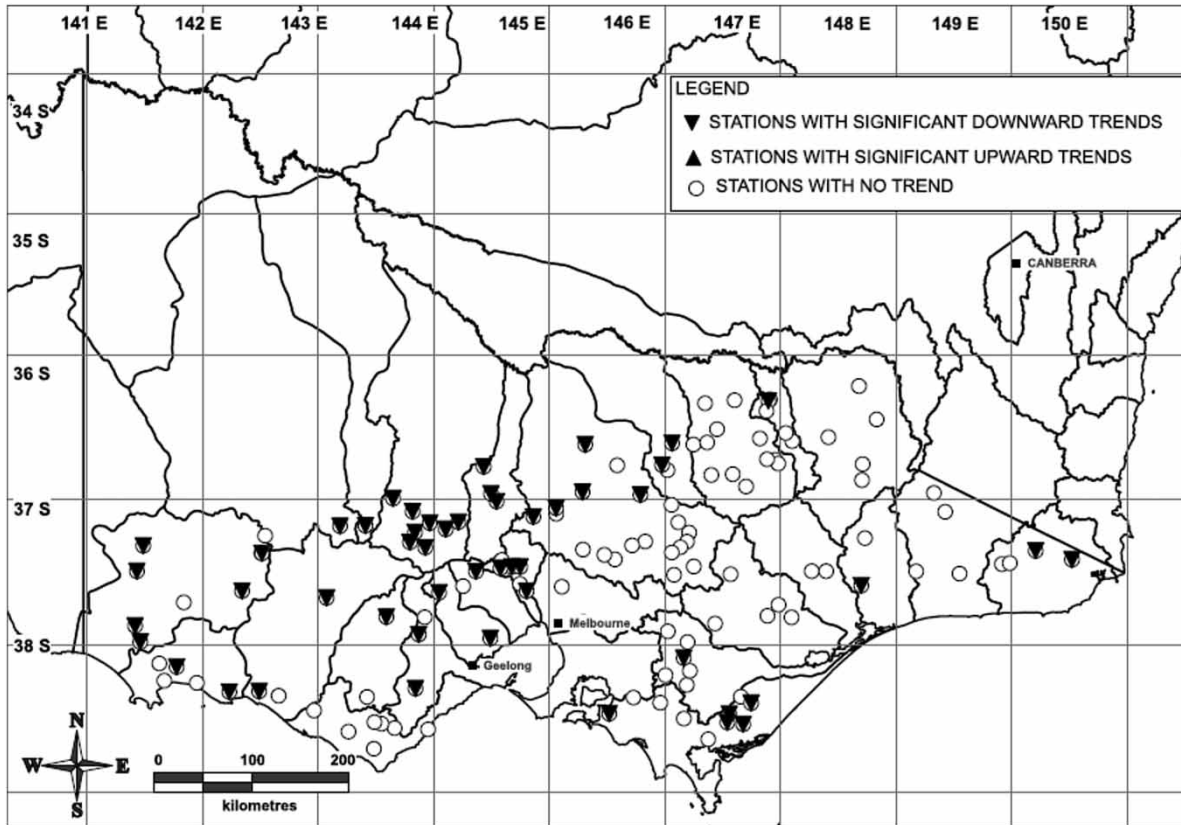 141 E 142 E 143 E 144 E 145 E 146 E 147 E 148 E 149 E 150 E
LEGEND
STATIONS WITH SIGNIFICANT DOWNWARD TRENDS
STATIONS WITH SIGNIFICANT UPWARD TRENDS
STATIONS WITH NO TREND
34 S
35 S
CANBERRA
36 S
37 S
Melbourne
38 S
Geelong
N
W E
S
0 100 200
kilometres